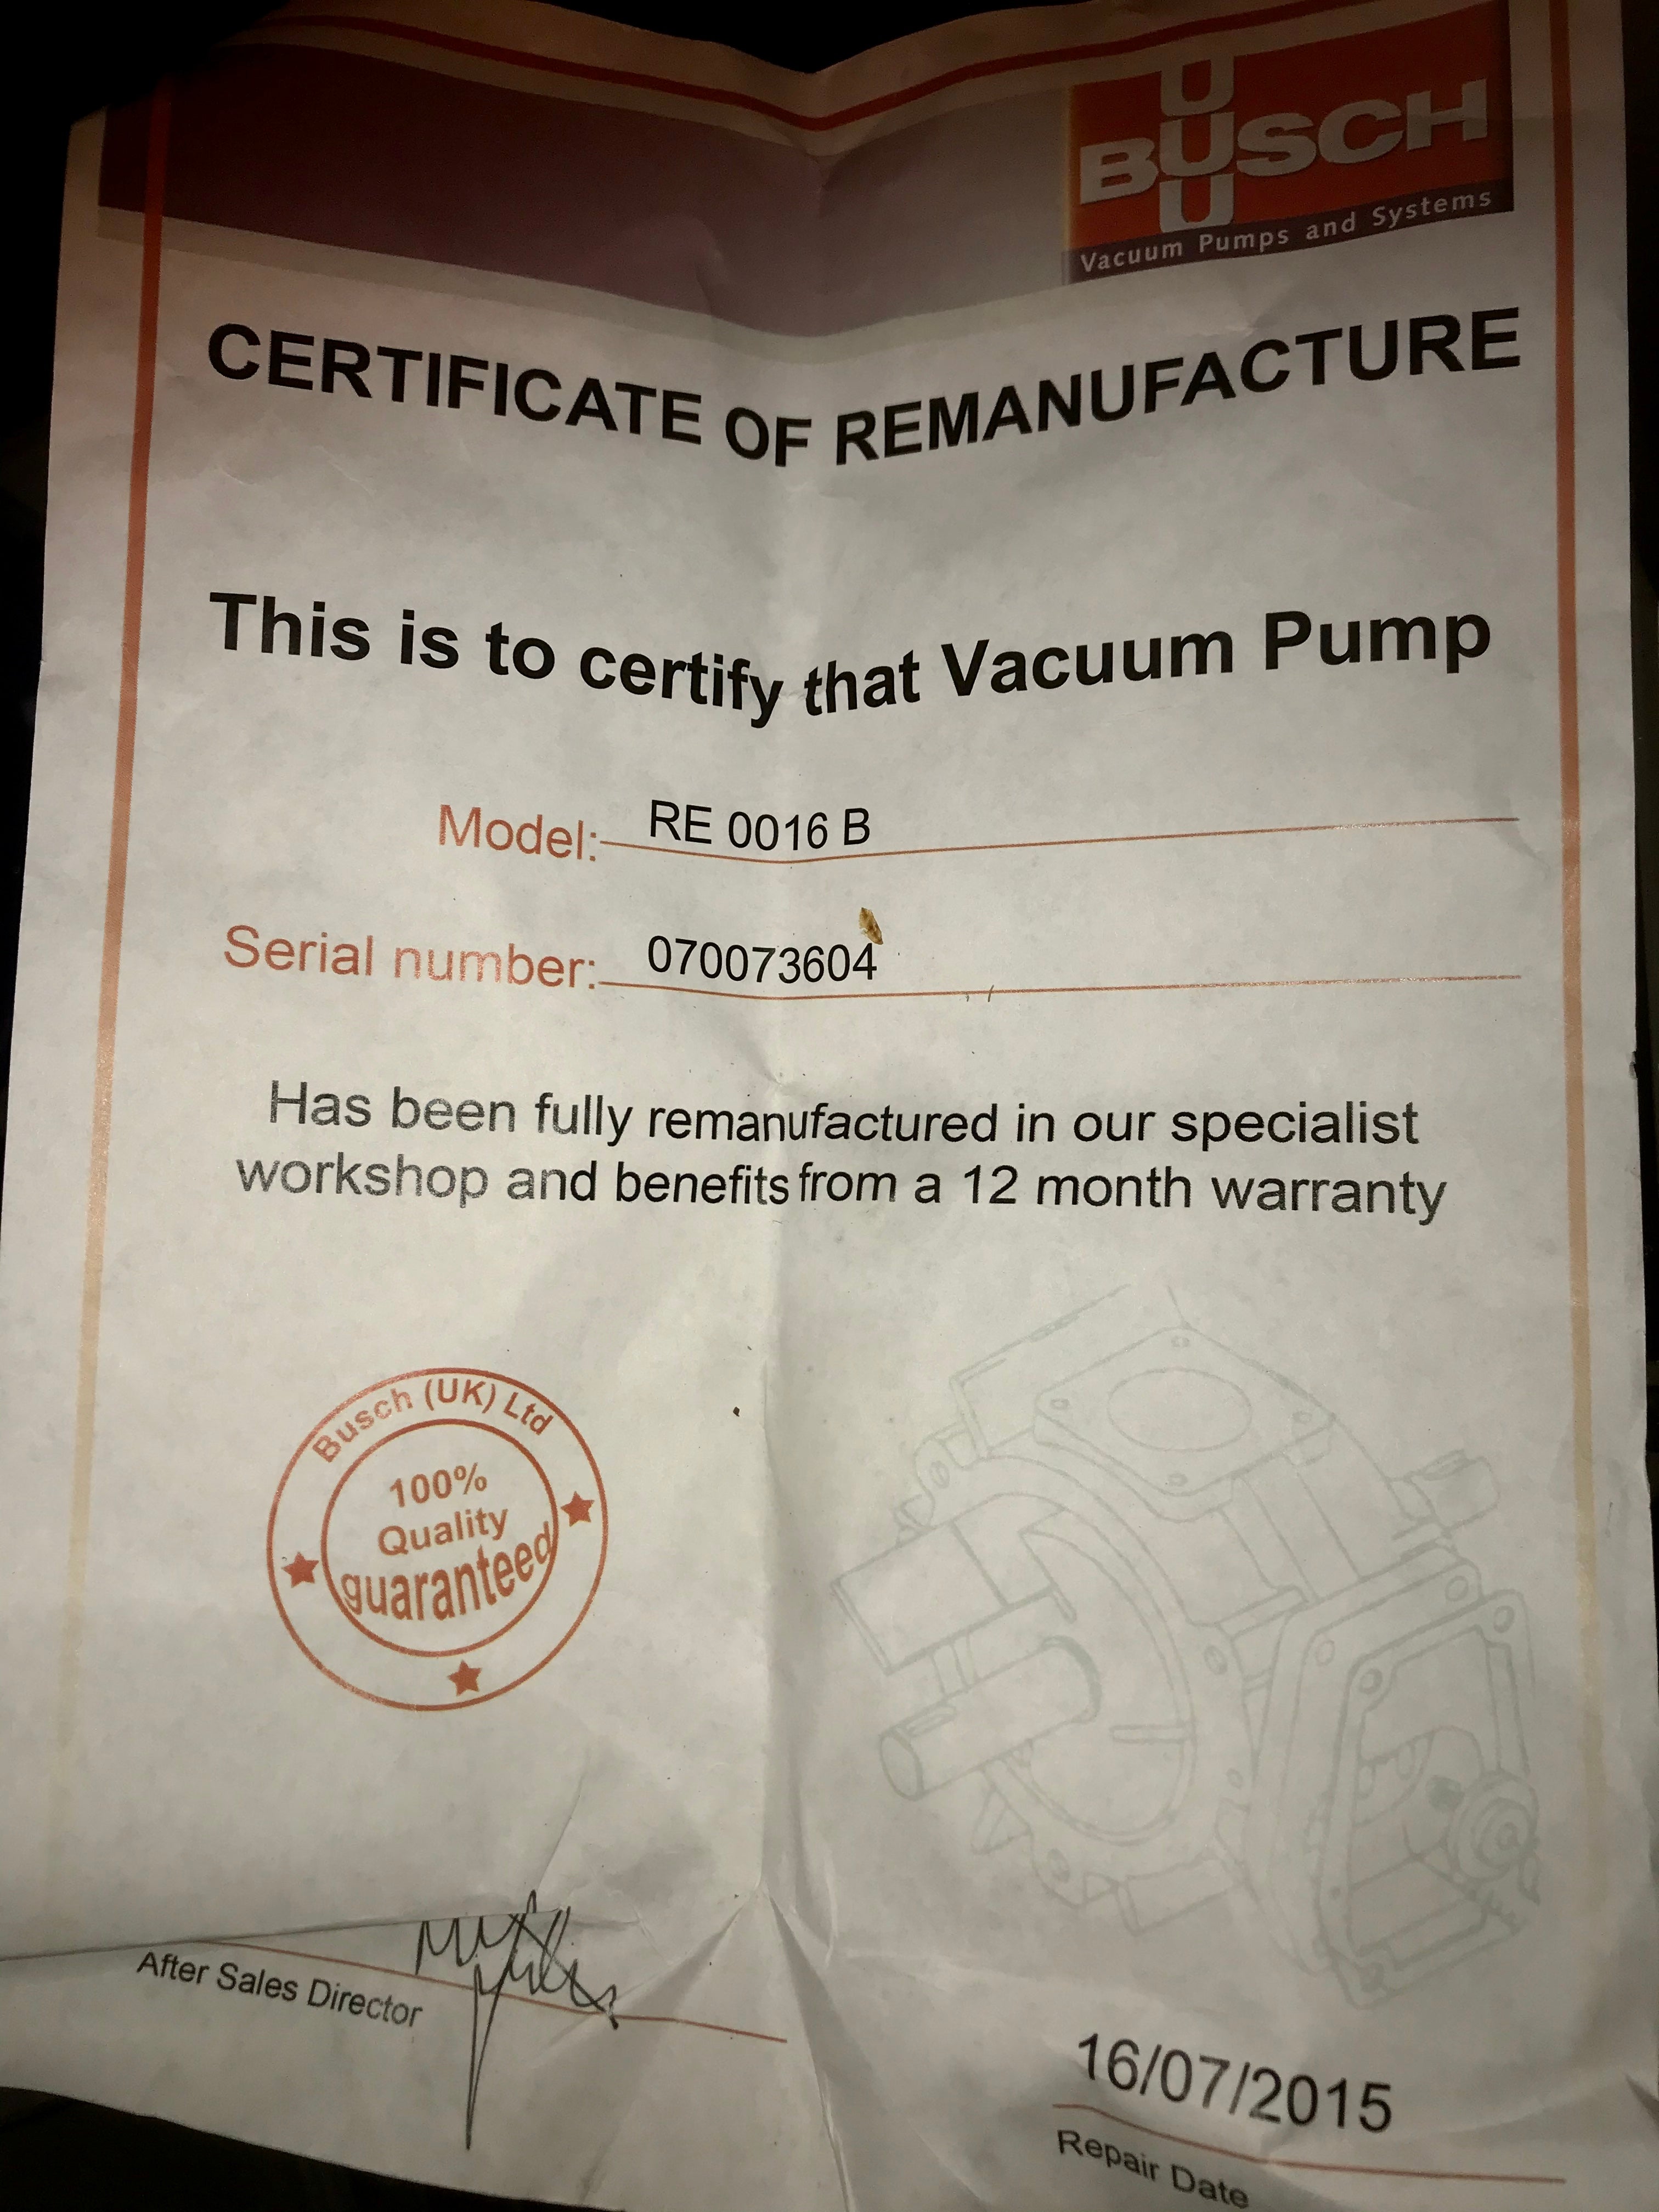 BUSCH
Vacuum Pumps and Systems
CERTIFICATE OF REMANUFACTURE
This is to certify that Vacuum Pump
Model: RE 0016 B
Serial number: 070073604
Has been fully remanufactured in our specialist
workshop and benefits from a 12 month warranty
Busch (UK) Ltd
100%
Quality
guaranteed
After Sales Director
16/07/2015
Repair Date